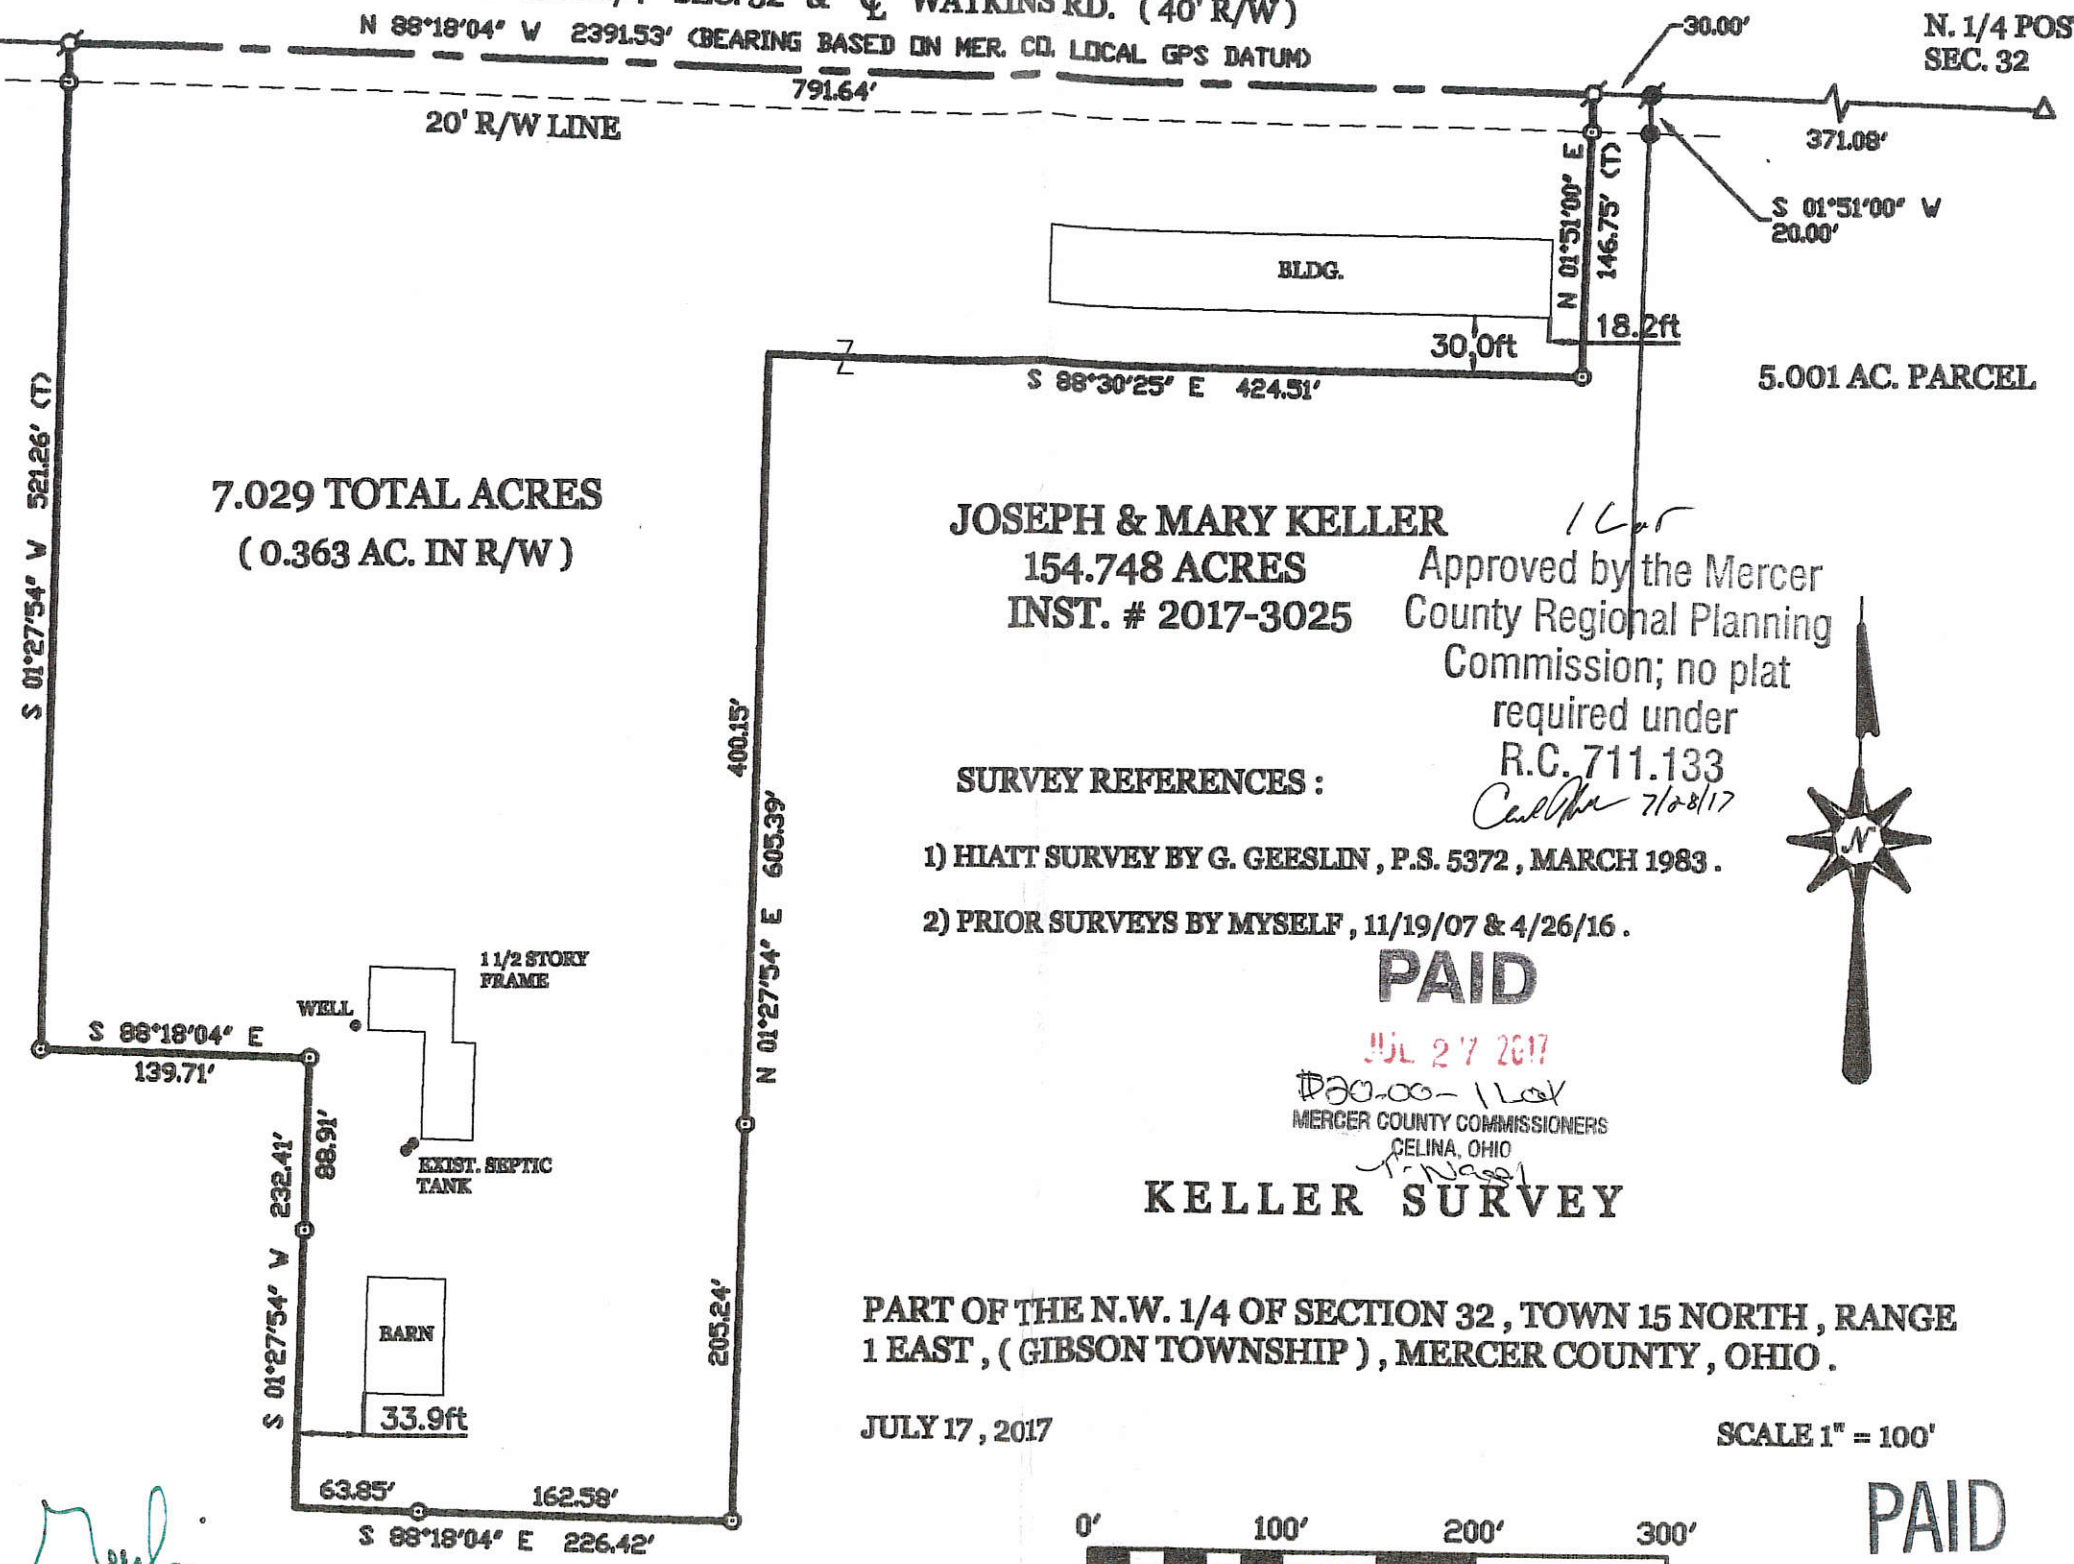 WATKINS RD. (40' R/W)
N 88°18'04" W 2391.53' (BEARING BASED ON MER. CO. LOCAL GPS DATUM)
30.00'
N. 1/4 POS
SEC. 32
791.64'
20' R/W LINE
371.08'
S 01°51'00" W
20.00'
N 01°51'00" E
146.75' (T)
BLDG.
18.2ft
30.0ft
S 88°30'25" E 424.51'
5.001 AC. PARCEL
S 01°27'54" W 521.26' (T)
7.029 TOTAL ACRES
( 0.363 AC. IN R/W )
JOSEPH & MARY KELLER
154.748 ACRES
INST. # 2017-3025
Approved by the Mercer
County Regional Planning
Commission; no plat
required under
R.C. 711.133
7/28/17
400.15'
N 01°27'54" E 605.39'
SURVEY REFERENCES :
1) HIATT SURVEY BY G. GEESLIN , P.S. 5372 , MARCH 1983 .
2) PRIOR SURVEYS BY MYSELF , 11/19/07 & 4/26/16 .
N
PAID
JUL 27 2017
MERCER COUNTY COMMISSIONERS
CELINA, OHIO
1 1/2 STORY
FRAME
WELL
S 88°18'04" E
139.71'
88.91'
S 01°27'54" W 232.41'
EXIST. SEPTIC
TANK
BARN
33.9ft
205.24'
63.85'
162.58'
S 88°18'04" E 226.42'
KELLER SURVEY
PART OF THE N.W. 1/4 OF SECTION 32 , TOWN 15 NORTH , RANGE
1 EAST , ( GIBSON TOWNSHIP ) , MERCER COUNTY , OHIO .
JULY 17 , 2017
SCALE 1" = 100'
0' 100' 200' 300'
PAID